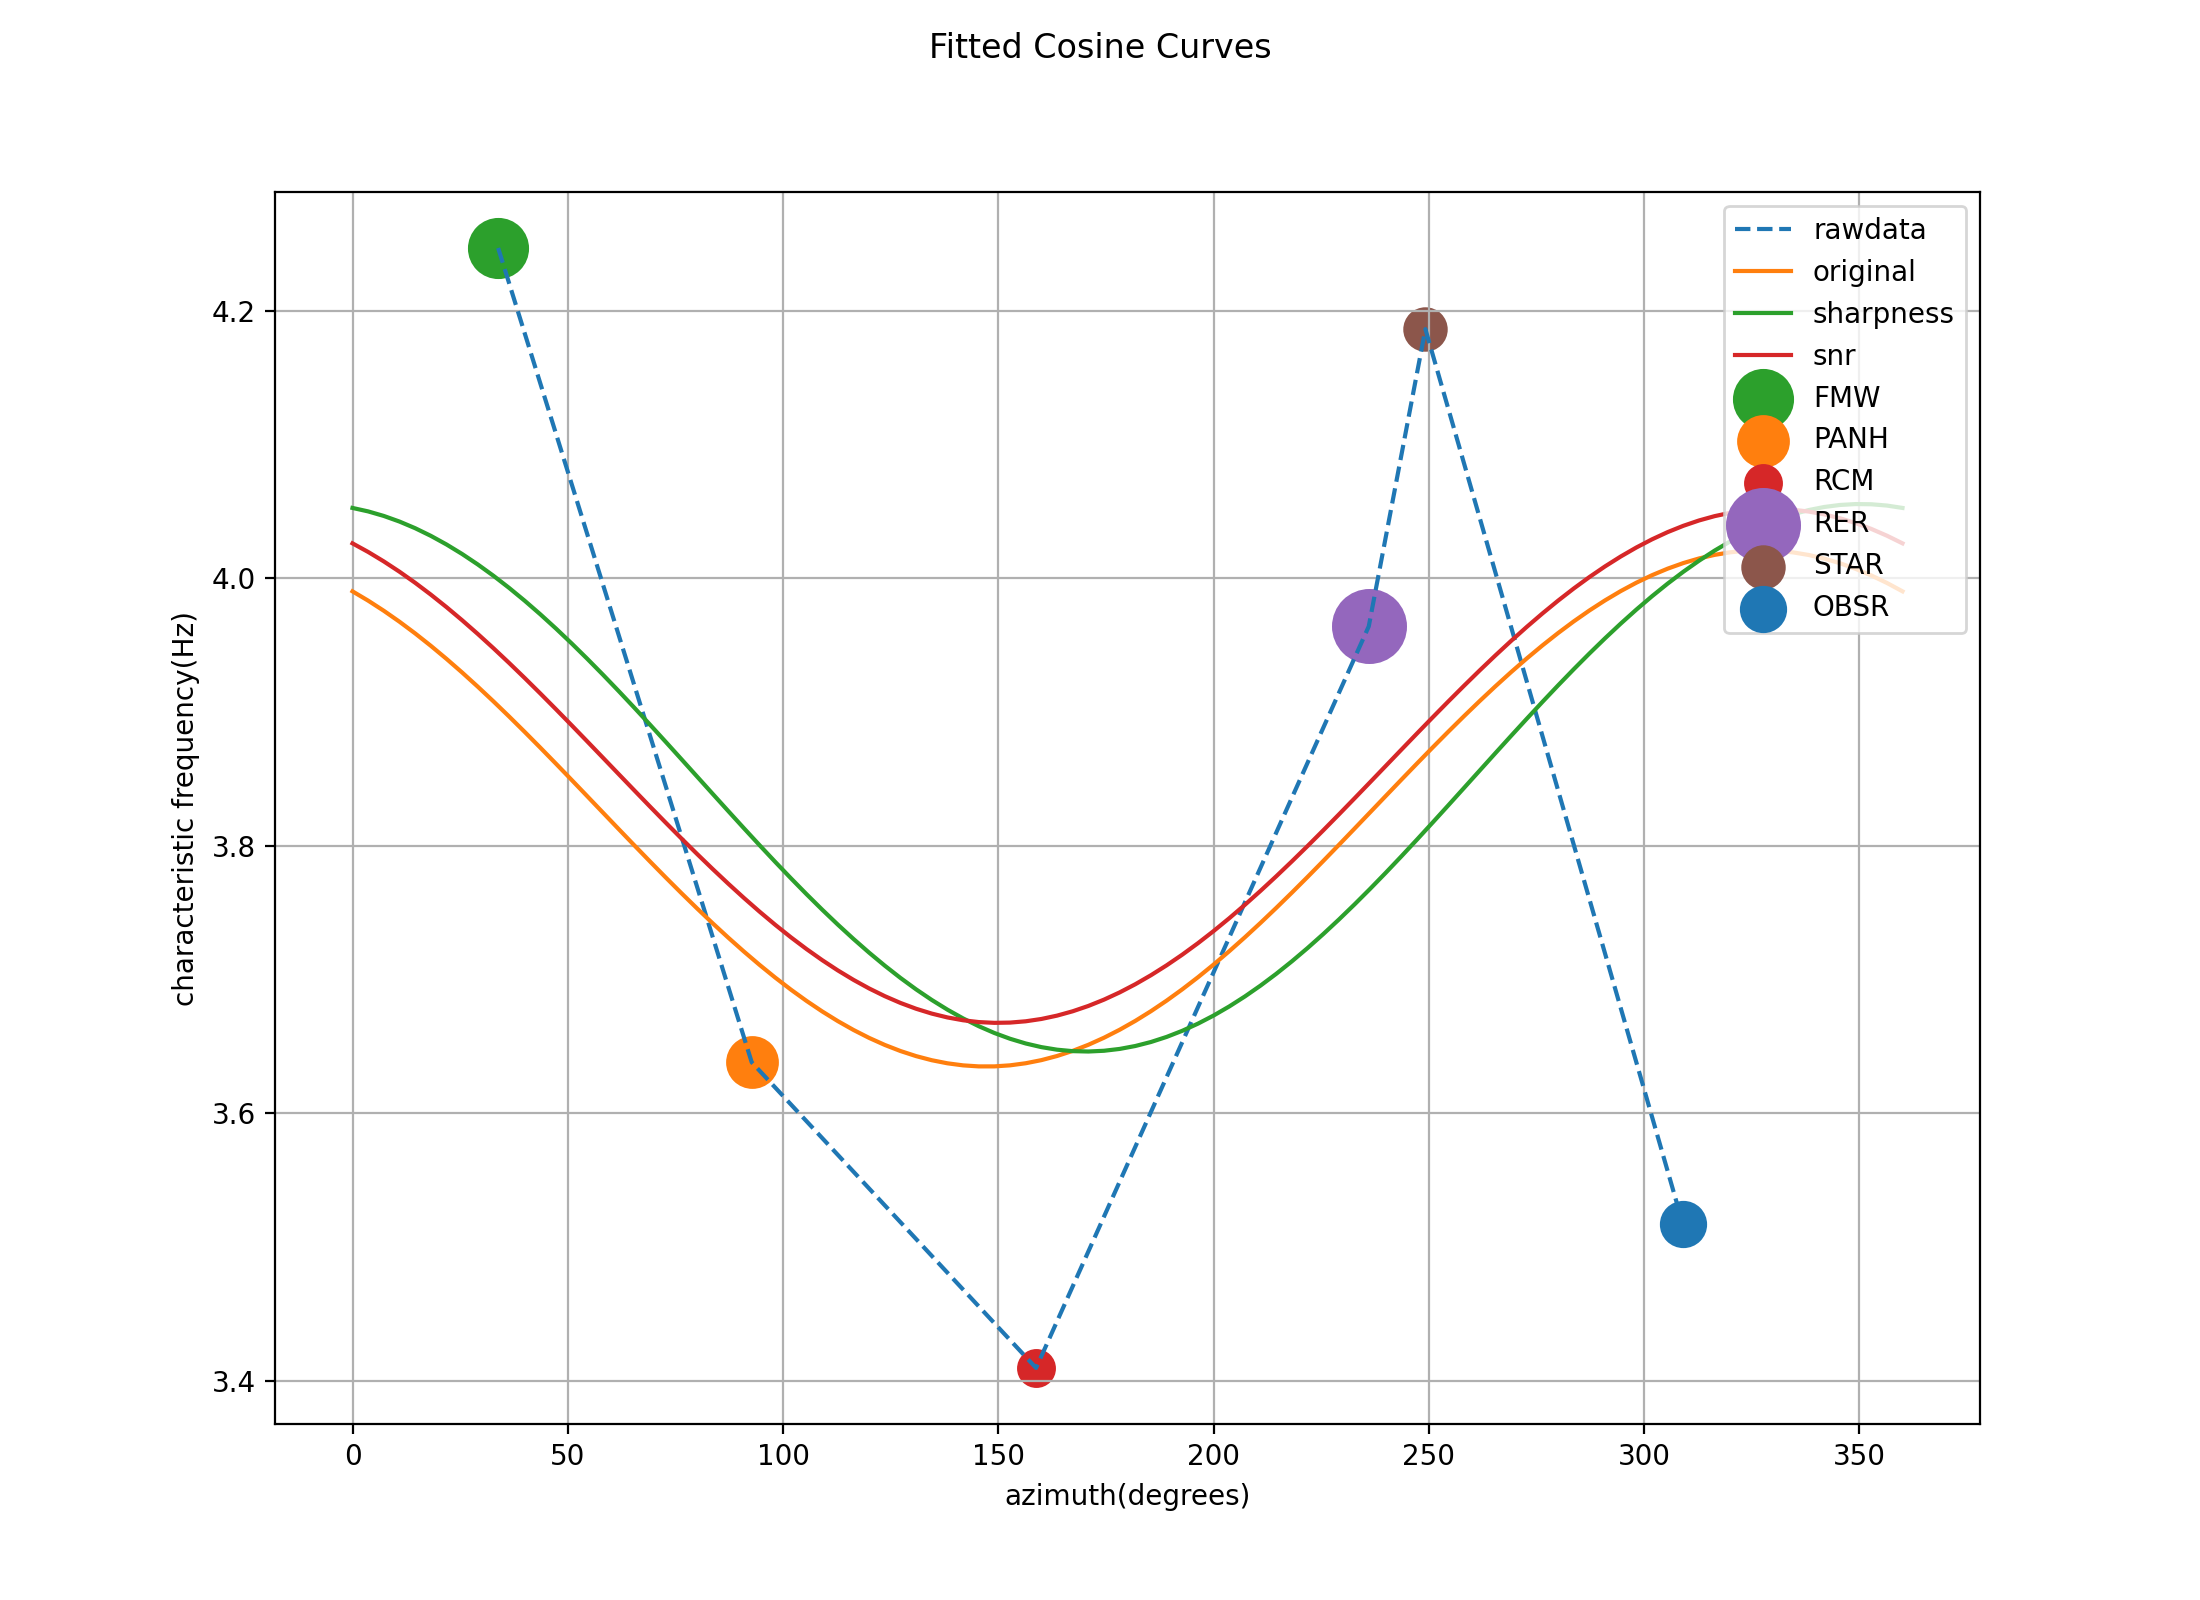 Fitted Cosine Curves
rawdata
original
sharpness
snr
FMW
PANH
RCM
RER
STAR
OBSR
characteristic frequency(Hz)
4.2
4.0
3.8
3.6
3.4
0 50 100 150 200 250 300 350
azimuth(degrees)